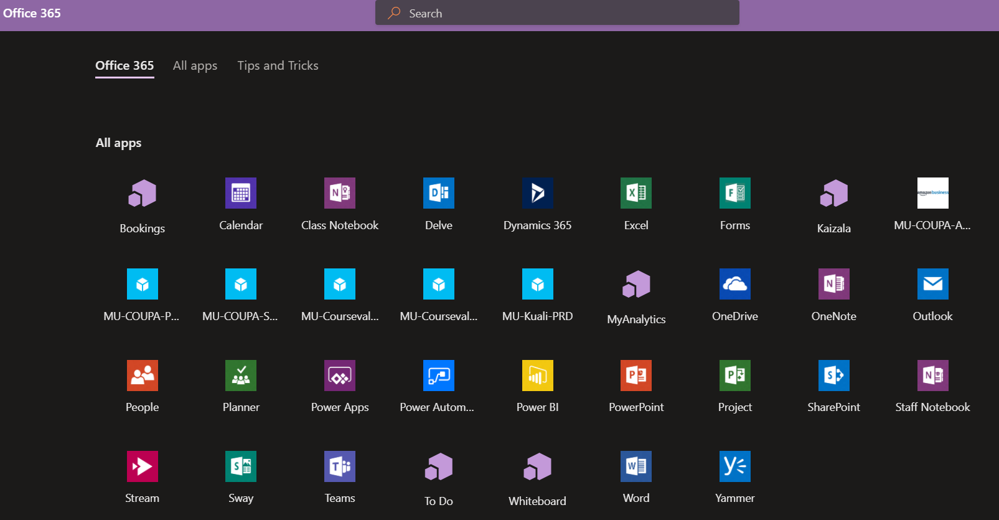 Office 365
Search
Office 365 All apps Tips and Tricks
All apps
amazon business
Bookings Calendar Class Notebook Delve Dynamics 365 Excel Forms Kaizala MU-COUPA-A...
MU-COUPA-P... MU-COUPA-S... MU-Courseval... MU-Courseval... MU-Kuali-PRD MyAnalytics OneDrive OneNote Outlook
People Planner Power Apps Power Autom... Power BI PowerPoint Project SharePoint Staff Notebook
Stream Sway Teams To Do Whiteboard Word Yammer